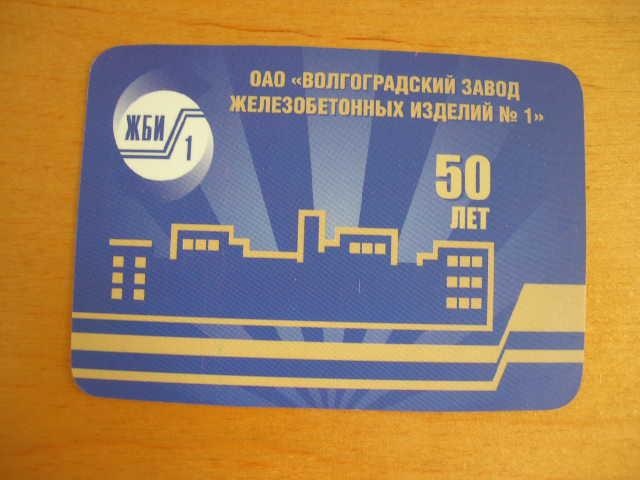 ОАО «ВОЛГОГРАДСКИЙ ЗАВОД
ЖЕЛЕЗОБЕТОННЫХ ИЗДЕЛИЙ № 1»
ЖБИ
1
50
ЛЕТ